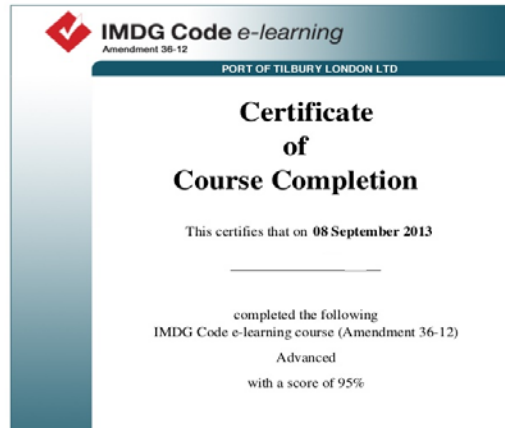 IMDG Code e-learning
Amendment 36-12
PORT OF TILBURY LONDON LTD
Certificate
of
Course Completion
This certifies that on 08 September 2013
completed the following
IMDG Code e-learning course (Amendment 36-12)
Advanced
with a score of 95%